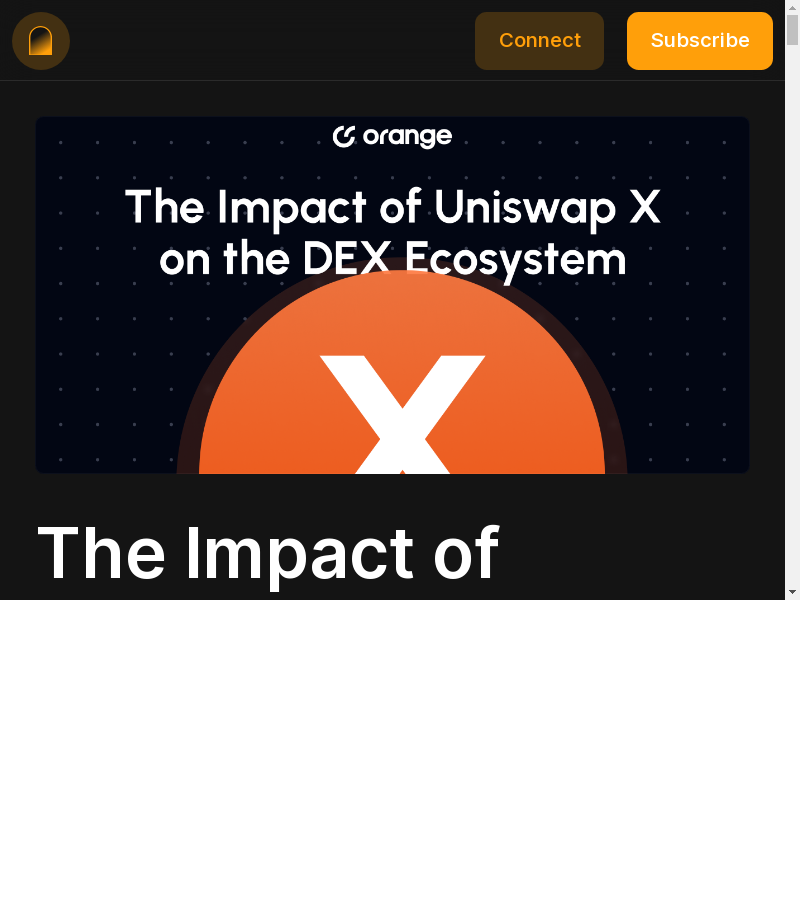 Connect
Subscribe
orange
The Impact of Uniswap X
on the DEX Ecosystem
X
The Impact of